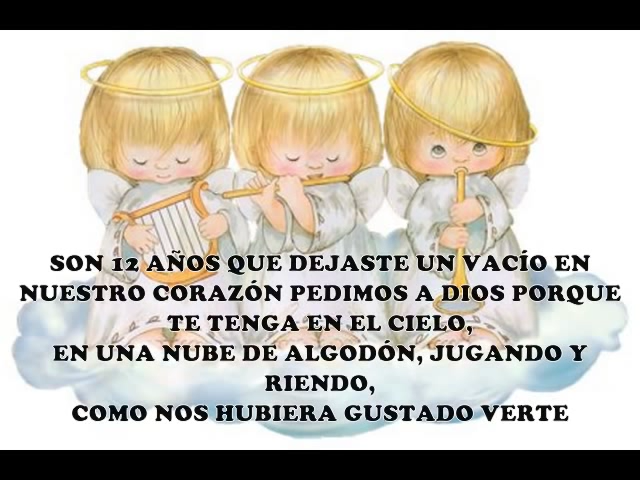 SON 12 AÑOS QUE DEJASTE UN VACÍO EN
NUESTRO CORAZÓN PEDIMOS A DIOS PORQUE
TE TENGA EN EL CIELO,
EN UNA NUBE DE ALGODÓN, JUGANDO Y
RIENDO,
COMO NOS HUBIERA GUSTADO VERTE